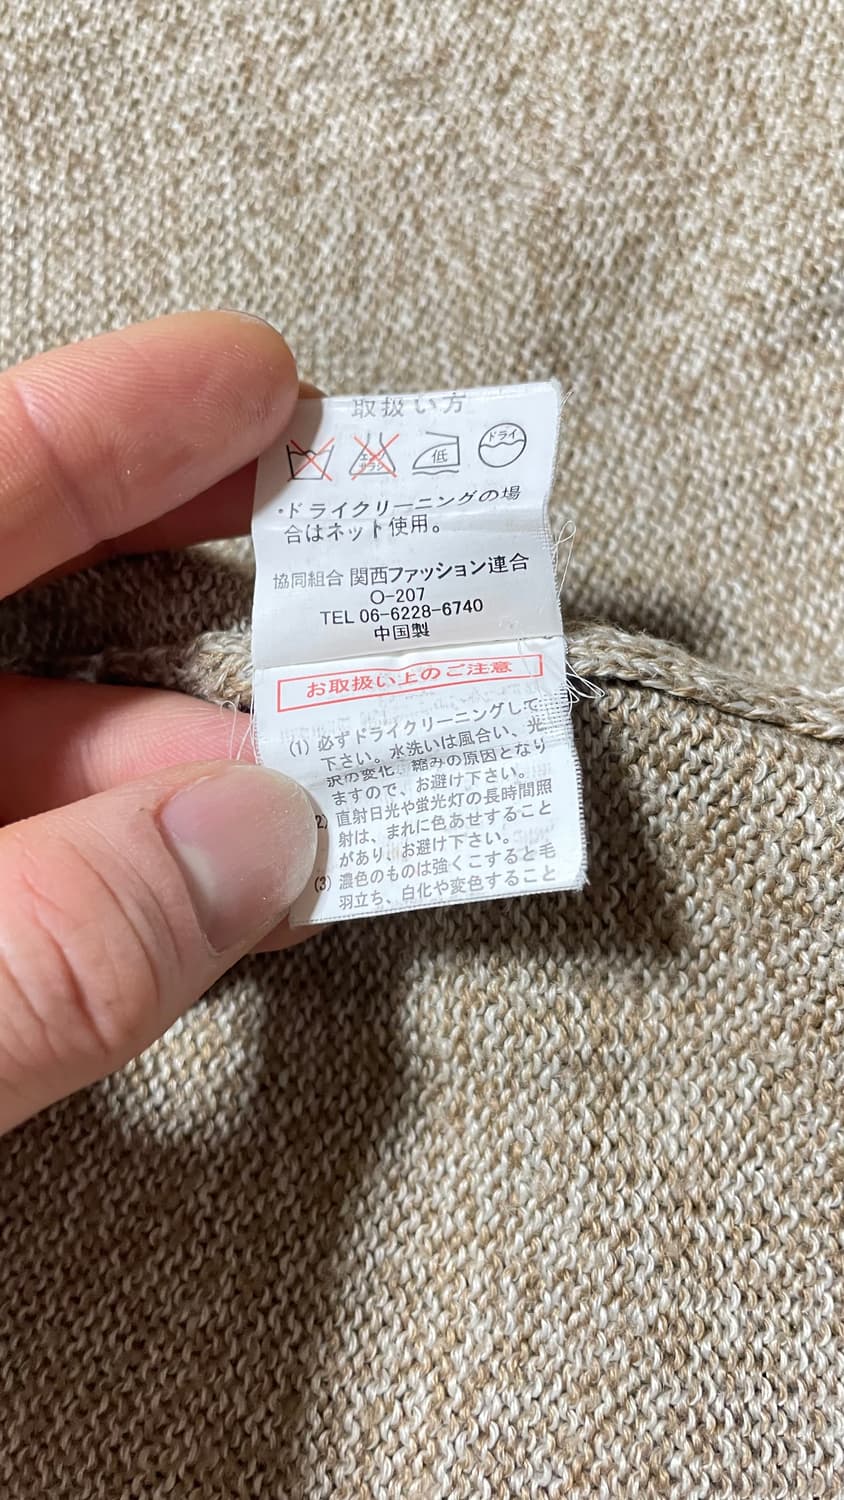 取扱い方
エンソ
サラシ
低
ドライ
・ドライクリーニングの場
合はネット使用。
協同組合 関西ファッション連合
O-207
TEL 06-6228-6740
中国製
お取扱い上のご注意
(1) 必ずドライクリーニングして
下さい。水洗いは風合い、光
沢の変化、縮みの原因となり
ますので、お避け下さい。
2) 直射日光や蛍光灯の長時間照
射は、まれに色あせすること
があり、お避け下さい。
(3) 濃色のものは強くこすると毛
羽立ち、白化や変色すること